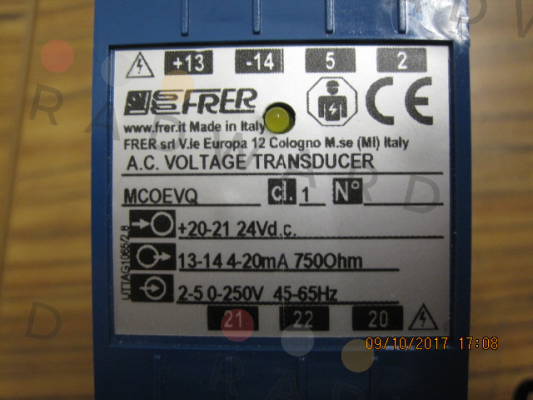 +13 -14 5 2
FRER
www.frer.it Made in Italy
FRER srl V.le Europa 12 Cologno M.se (MI) Italy
A.C. VOLTAGE TRANSDUCER
MCOEVQ cl. 1 N°
+20-21 24Vd.c.
13-14 4-20mA 750Ohm
2-5 0-250V 45-65Hz
21 22 20
09/10/2017 17:08